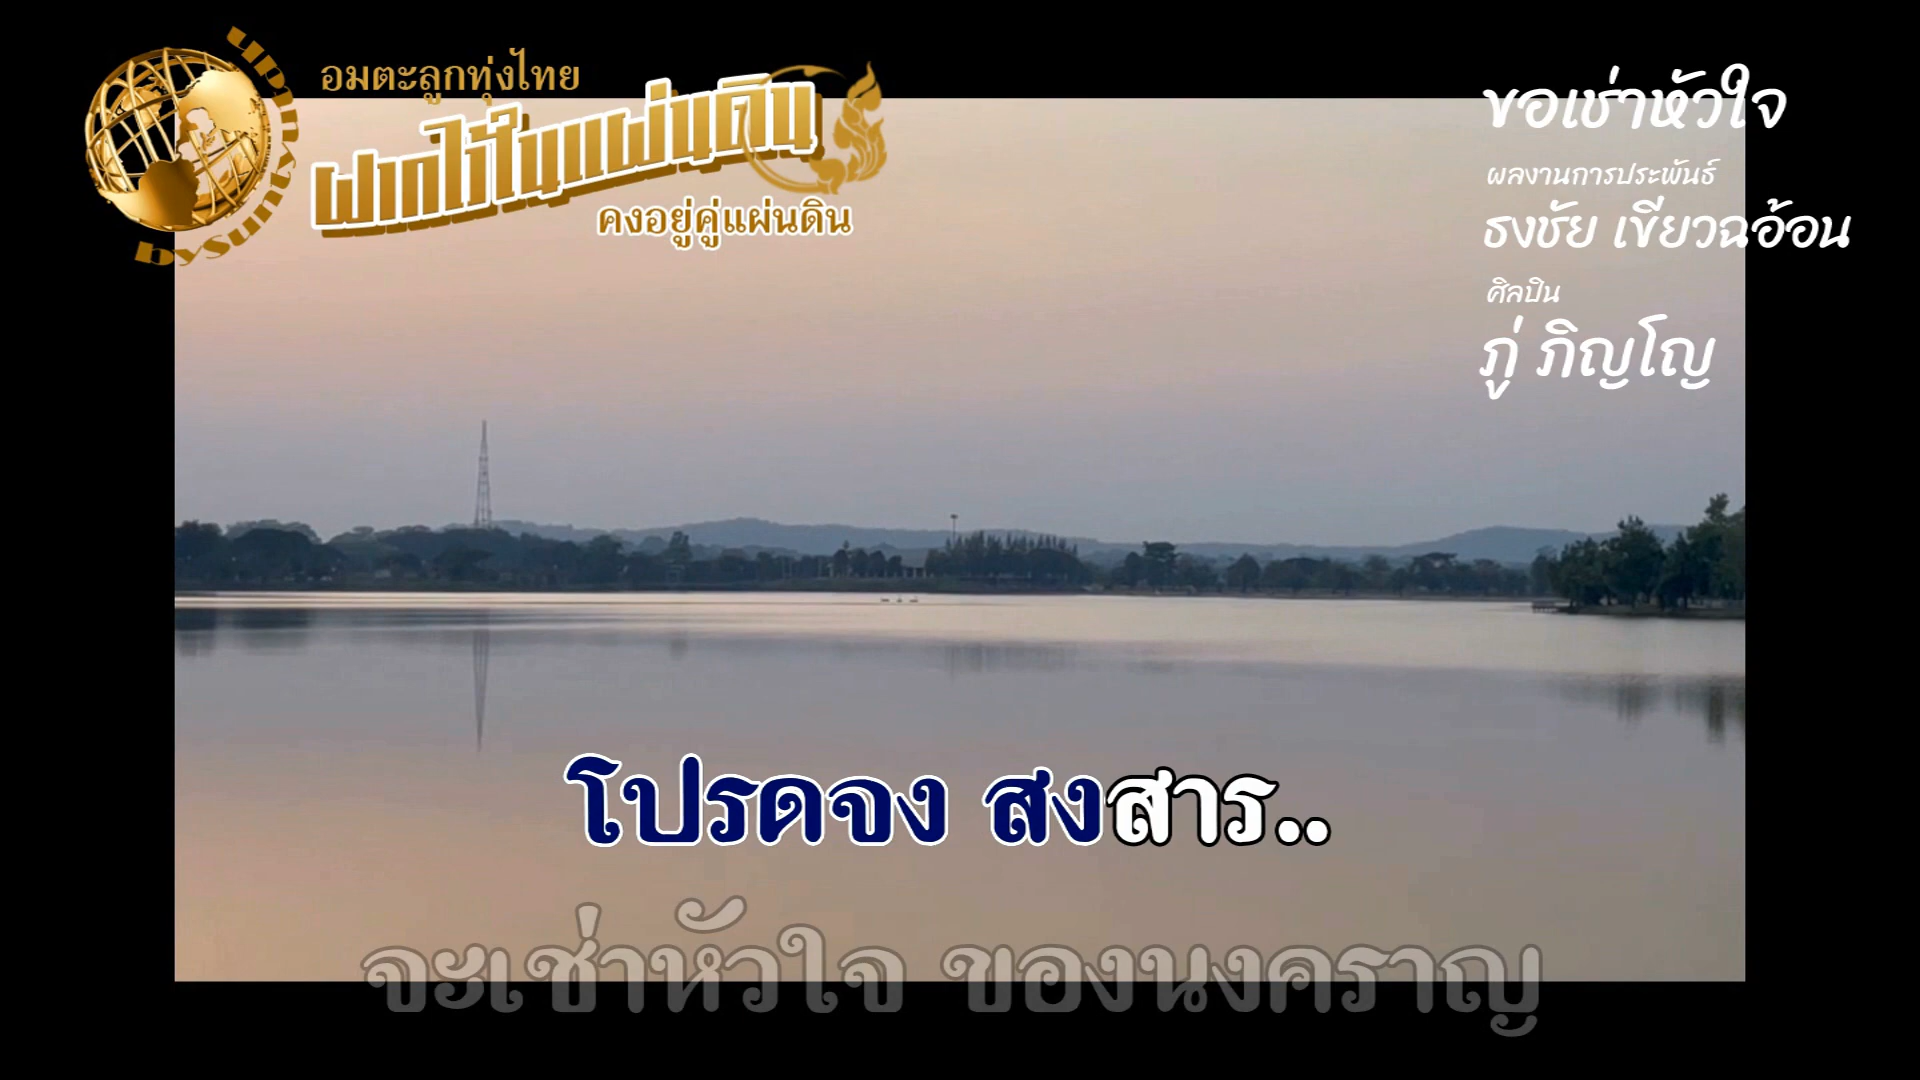 bysuntynach
อมตะลูกทุ่งไทย
ฝากไว้ในแผ่นดิน
คงอยู่คู่แผ่นดิน
ขอเช่าหัวใจ
ผลงานการประพันธ์
ธงชัย เขียวฉอ้อน
ศิลปิน
ภู่ ภิญโญ
โปรดจง สงสาร..
จะเช่าหัวใจ ของนงคราญ